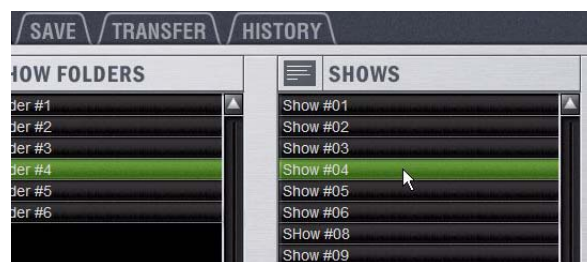 SAVE TRANSFER HISTORY
OW FOLDERS
der #1
der #2
der #3
der #4
der #5
der #6
SHOWS
Show #01
Show #02
Show #03
Show #04
Show #05
Show #06
SHow #08
Show #09